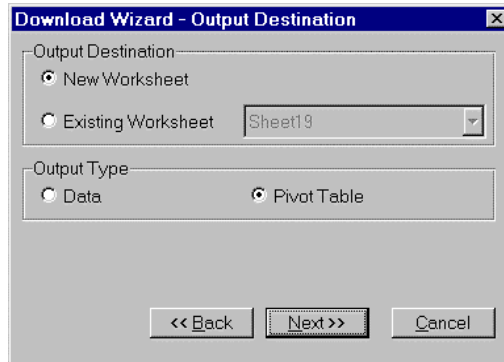 Download Wizard - Output Destination
Output Destination
New Worksheet
Existing Worksheet Sheet19
Output Type
Data Pivot Table
<< Back Next >> Cancel